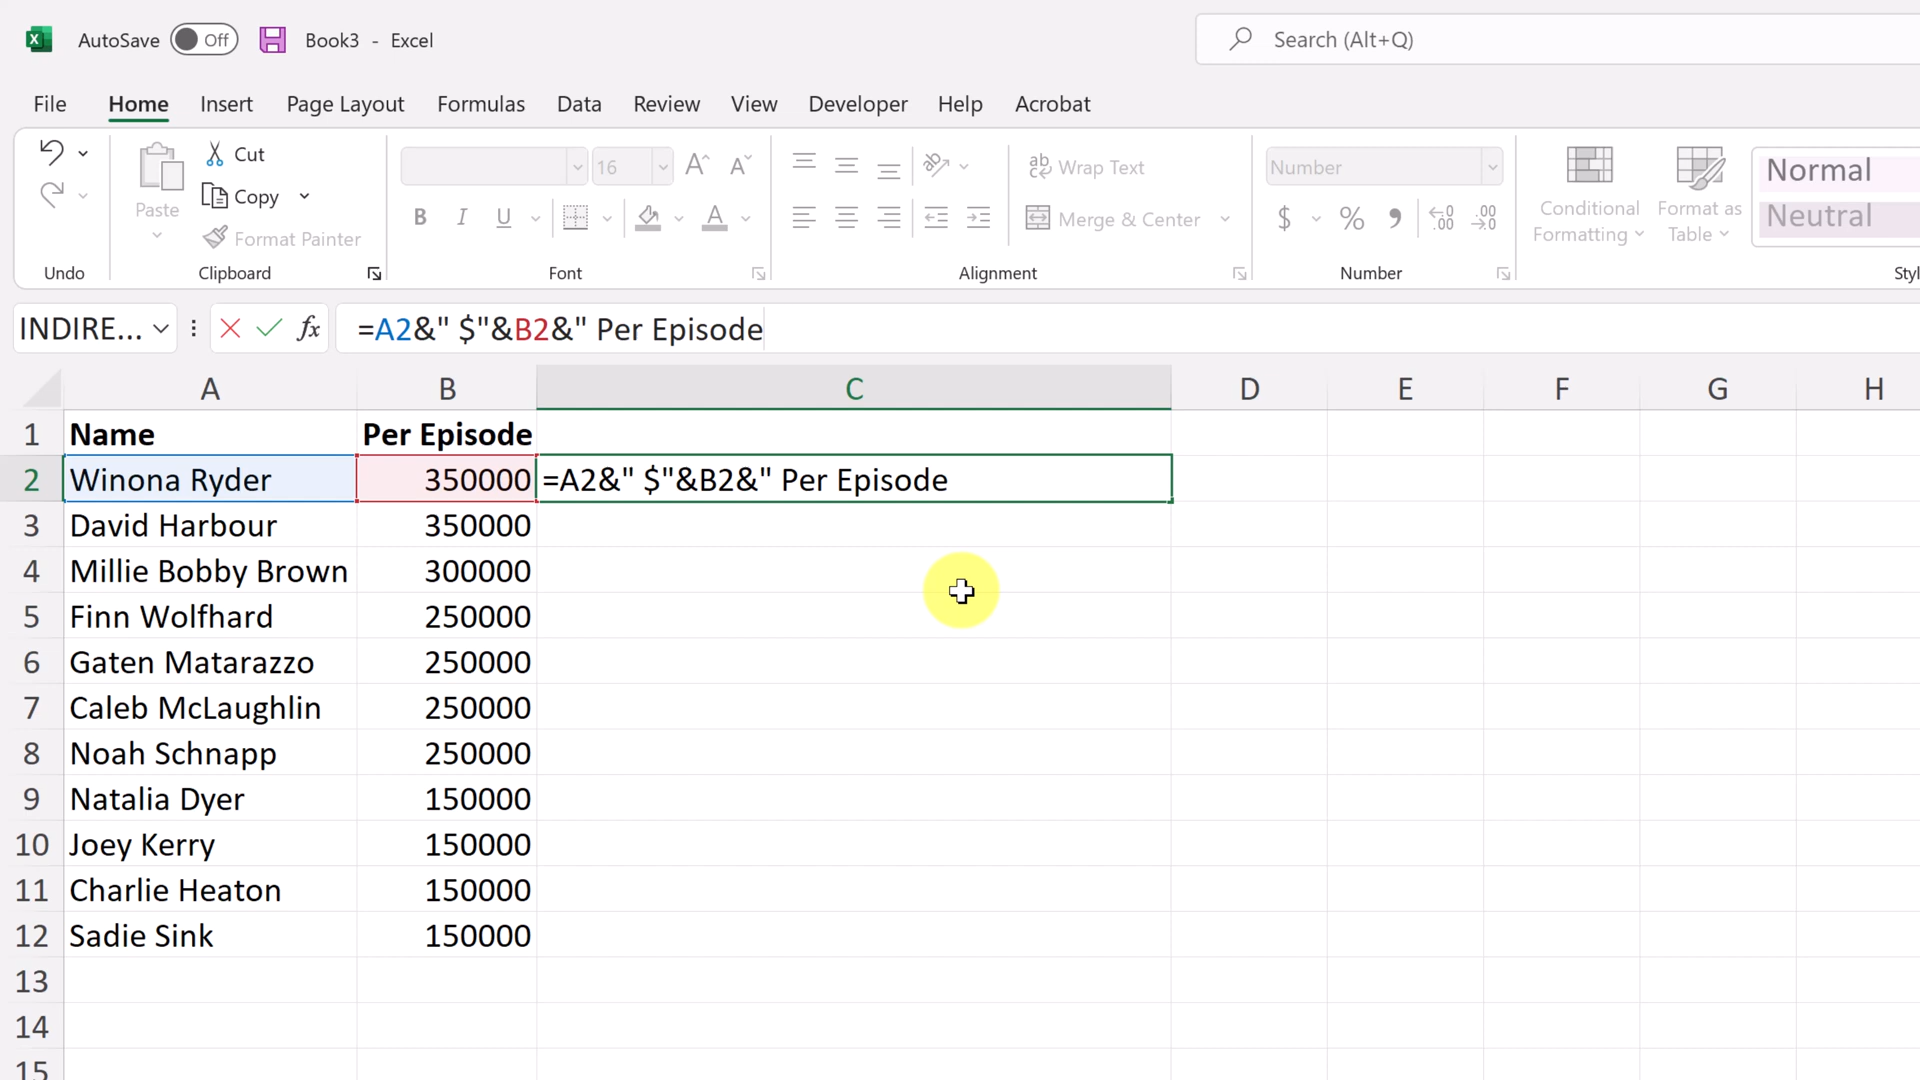 AutoSave Off Book3 - Excel Search (Alt+Q)
File Home Insert Page Layout Formulas Data Review View Developer Help Acrobat
Cut
Copy
Paste
Format Painter
16
Wrap Text
Merge & Center
Number
$ % 
Conditional Formatting
Format as Table
Normal
Neutral
Undo Clipboard Font Alignment Number Styl
INDIRE... fx =A2&" $"&B2&" Per Episode
A B C D E F G H
1 Name Per Episode
2 Winona Ryder 350000 =A2&" $"&B2&" Per Episode
3 David Harbour 350000
4 Millie Bobby Brown 300000
5 Finn Wolfhard 250000
6 Gaten Matarazzo 250000
7 Caleb McLaughlin 250000
8 Noah Schnapp 250000
9 Natalia Dyer 150000
10 Joey Kerry 150000
11 Charlie Heaton 150000
12 Sadie Sink 150000
13
14
15